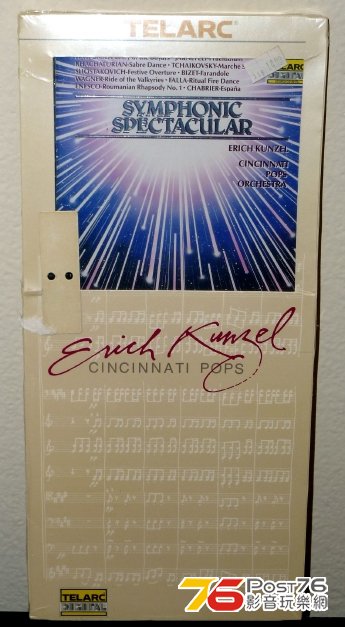 TELARC
KHACHATURIAN-Sabre Dance • TCHAIKOVSKY-Marche S
SHOSTAKOVICH-Festive Overture • BIZET-Farandole
WAGNER-Ride of the Valkyries • FALLA-Ritual Fire Dance
ENESCO-Roumanian Rhapsody No. 1 • CHABRIER-España
TELARC
DIGITAL
SYMPHONIC
SPECTACULAR
ERICH KUNZEL
CINCINNATI
POPS
ORCHESTRA
Erich Kunzel
CINCINNATI POPS
TELARC
DIGITAL
76 Post76
影音玩樂網